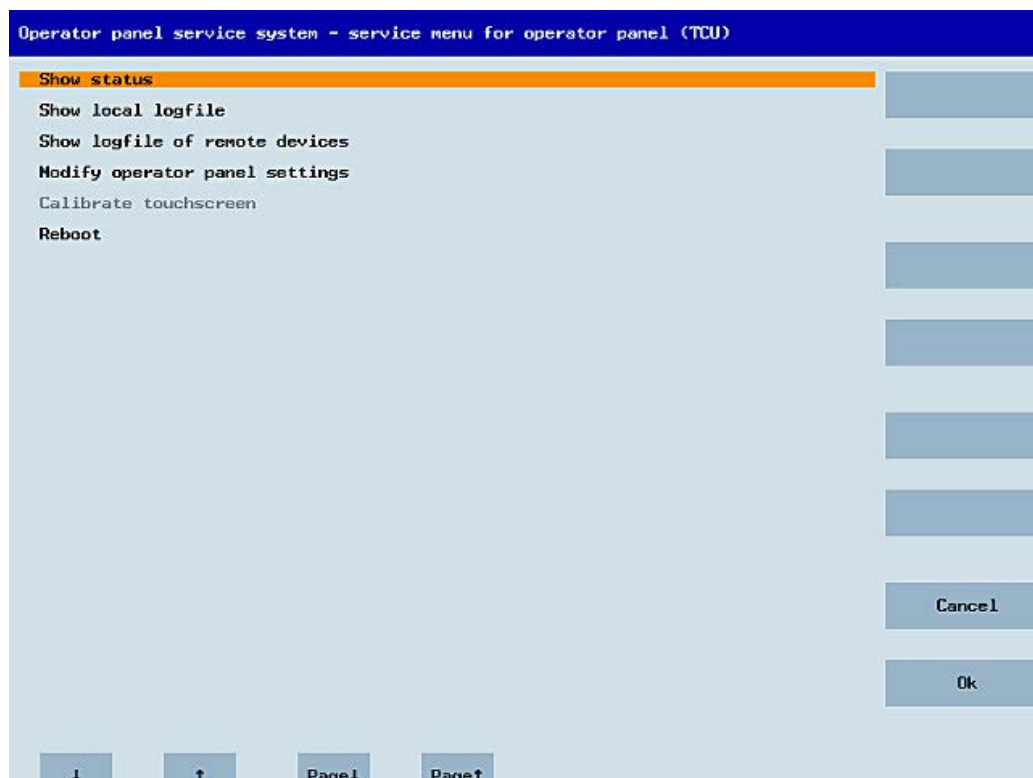 Operator panel service system - service menu for operator panel (TCU)
Show status
Show local logfile
Show logfile of remote devices
Modify operator panel settings
Calibrate touchscreen
Reboot
Cancel
Ok
↓ ↑ Page↓ Page↑